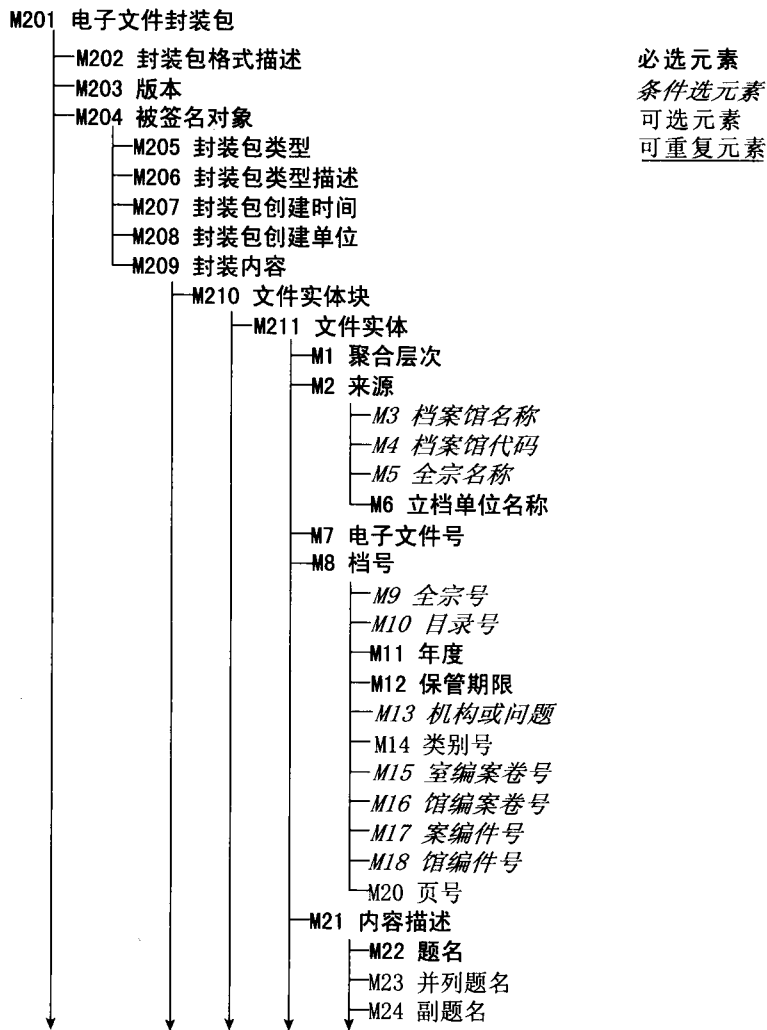 M201 电子文件封装包
M202 封装包格式描述
必选元素
M203 版本
条件选元素
M204 被签名对象
可选元素
M205 封装包类型
可重复元素
M206 封装包类型描述
M207 封装包创建时间
M208 封装包创建单位
M209 封装内容
M210 文件实体块
M211 文件实体
M1 聚合层次
M2 来源
M3 档案馆名称
M4 档案馆代码
M5 全宗名称
M6 立档单位名称
M7 电子文件号
M8 档号
M9 全宗号
M10 目录号
M11 年度
M12 保管期限
M13 机构或问题
M14 类别号
M15 室编案卷号
M16 馆编案卷号
M17 案编件号
M18 馆编件号
M20 页号
M21 内容描述
M22 题名
M23 并列题名
M24 副题名